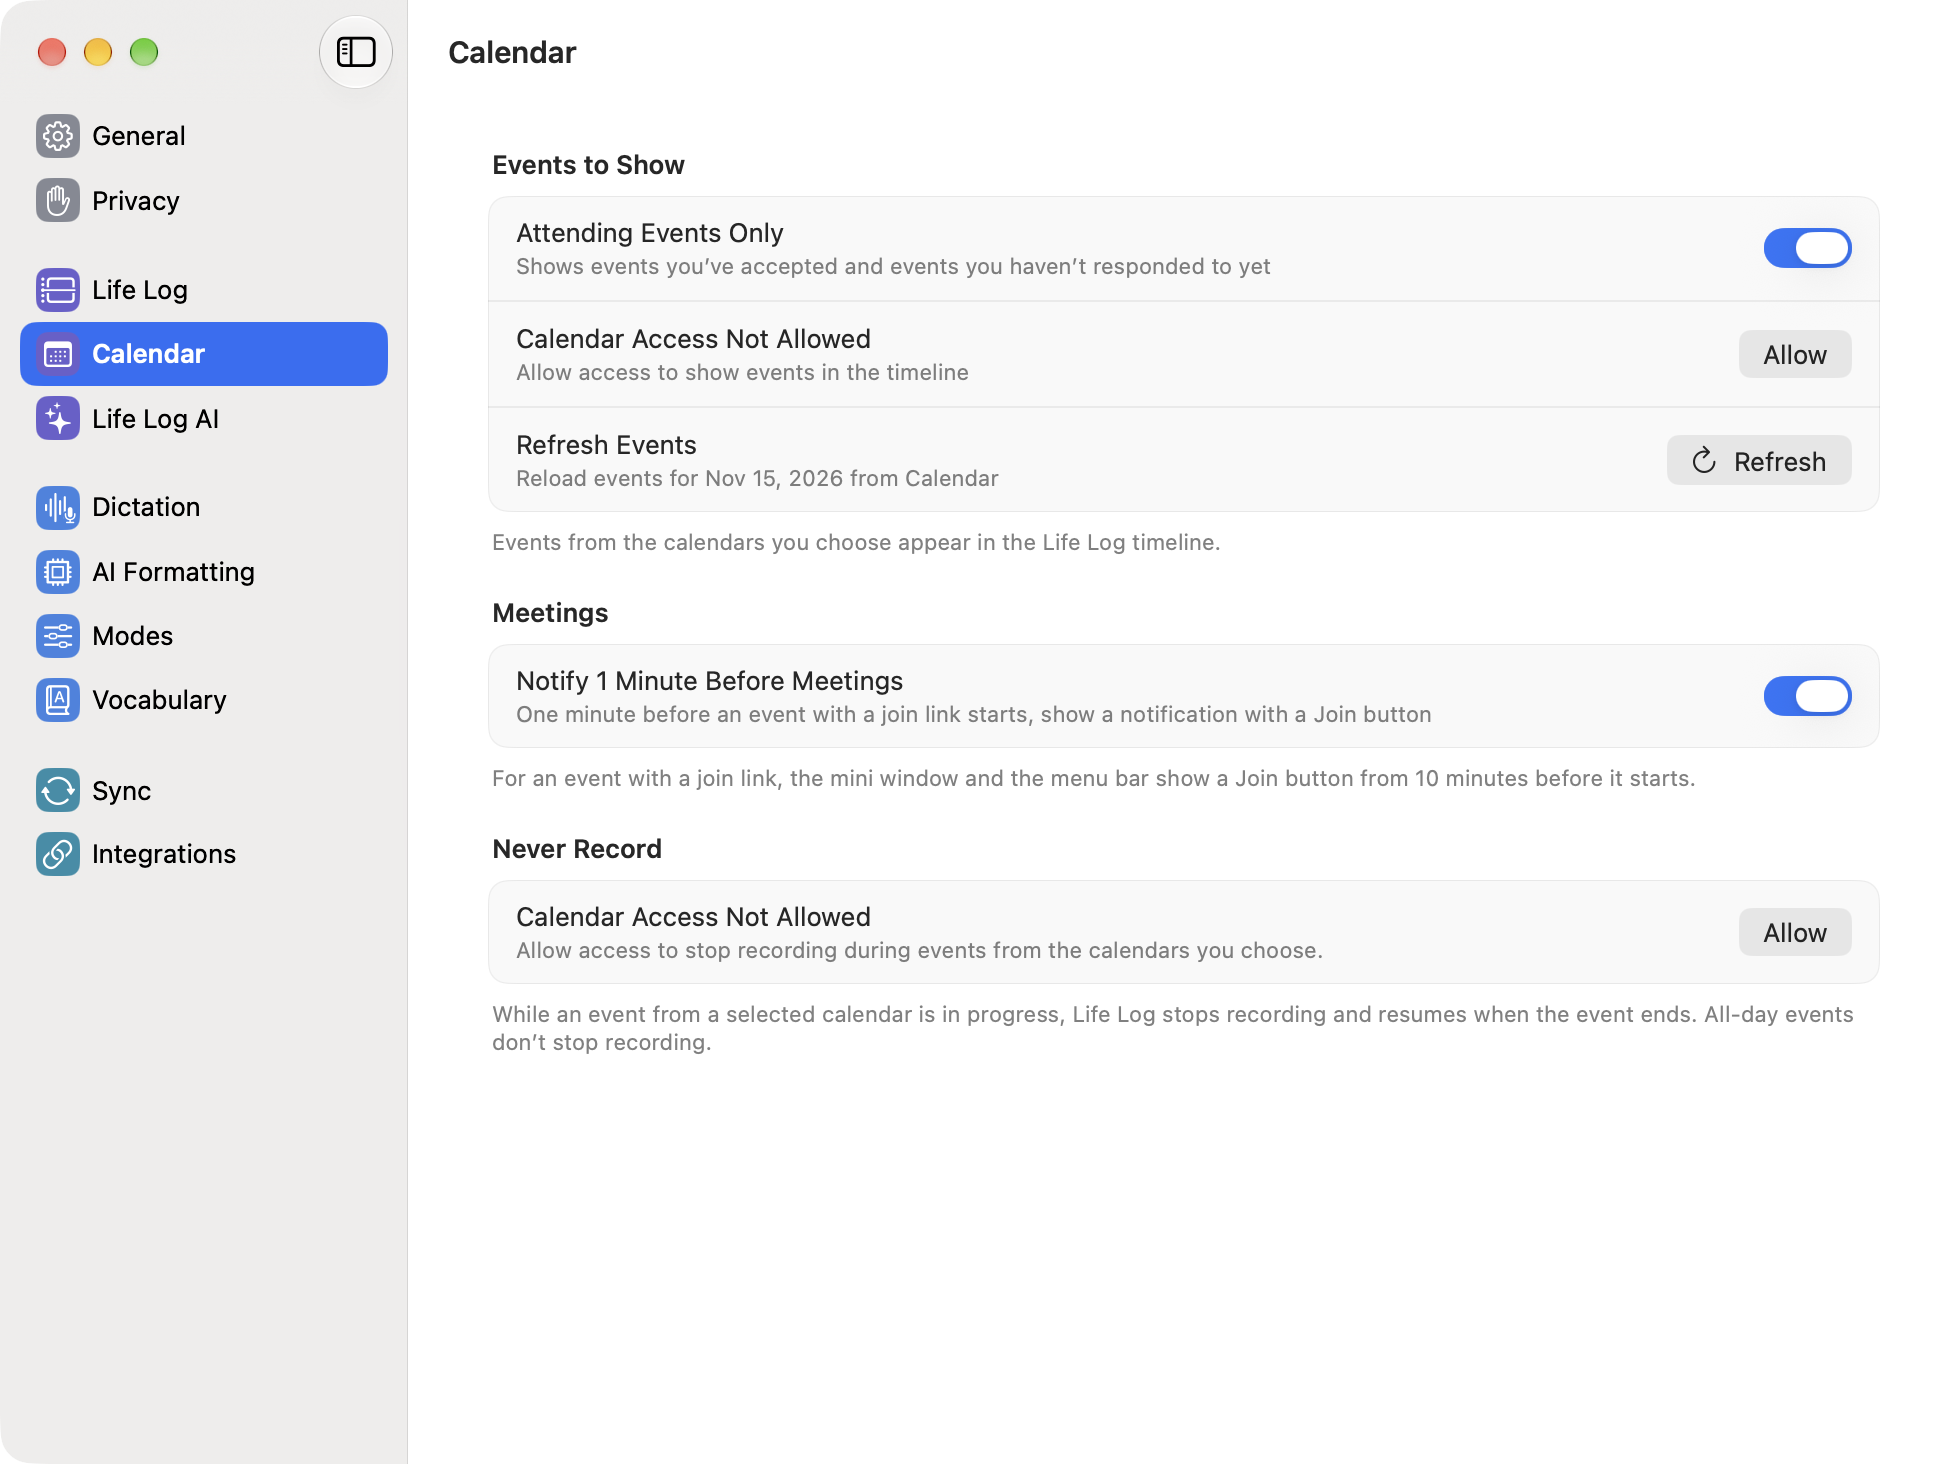 Calendar
General
Privacy
Life Log
Calendar
Life Log AI
Dictation
AI Formatting
Modes
Vocabulary
Sync
Integrations
Events to Show
Attending Events Only
Shows events you’ve accepted and events you haven’t responded to yet
Calendar Access Not Allowed
Allow access to show events in the timeline
Allow
Refresh Events
Reload events for Nov 15, 2026 from Calendar
Refresh
Events from the calendars you choose appear in the Life Log timeline.
Meetings
Notify 1 Minute Before Meetings
One minute before an event with a join link starts, show a notification with a Join button
For an event with a join link, the mini window and the menu bar show a Join button from 10 minutes before it starts.
Never Record
Calendar Access Not Allowed
Allow access to stop recording during events from the calendars you choose.
Allow
While an event from a selected calendar is in progress, Life Log stops recording and resumes when the event ends. All-day events
don’t stop recording.